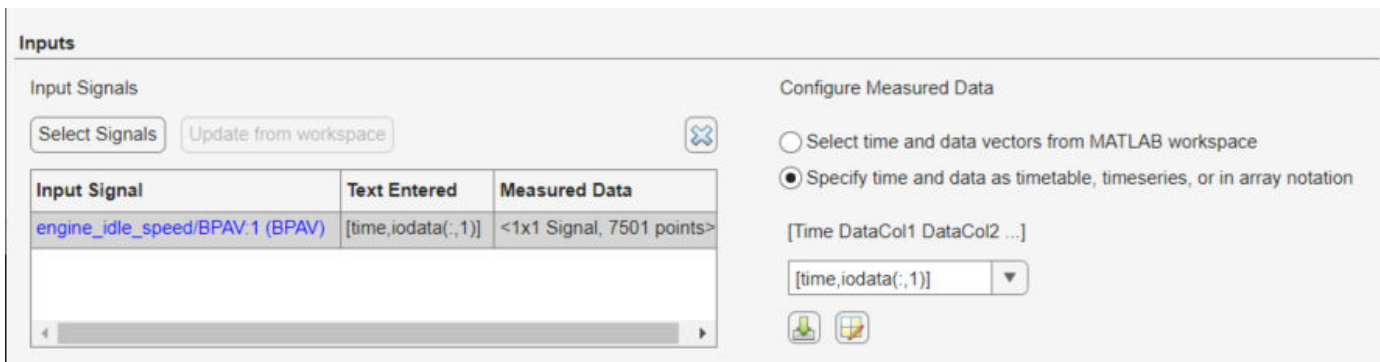 Inputs
Input Signals
Select Signals
Update from workspace
Input Signal Text Entered Measured Data
engine_idle_speed/BPAV:1 (BPAV) [time,iodata(:,1)] <1x1 Signal, 7501 points>
Configure Measured Data
Select time and data vectors from MATLAB workspace
Specify time and data as timetable, timeseries, or in array notation
[Time DataCol1 DataCol2 ...]
[time,iodata(:,1)]